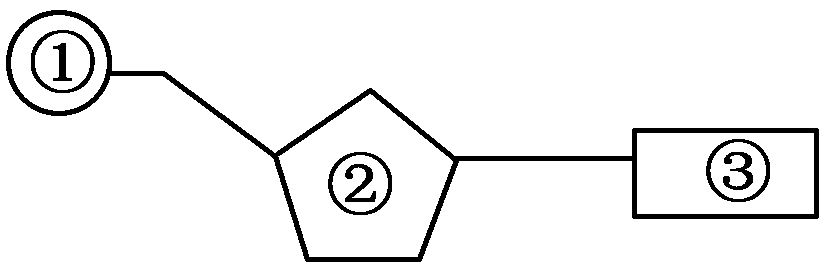 ①
②
③